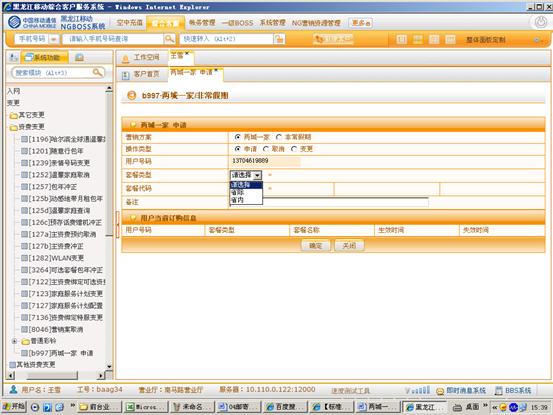 黑龙江移动综合客户服务系统 - Windows Internet Explorer
中国移动通信 CHINA MOBILE 黑龙江移动 NGBOSS系统 空中充值 帐务管理 一级BOSS 系统管理 NG营销资源管理 更多
手机号码 请输入手机号码查询 快速转入 (Alt+2) 整体面板定制
系统功能 工作空间 王雪
搜索模块 (Alt+3) 客户首页 两城一家 申请
入网
变更
其它变更
资费变更
[1196]哈尔滨全球通温馨
[1201]随意行包年
[1239]亲情号码变更
[1252]温馨家庭取消
[1257]包年冲正
[125b]动感地带月租包年
[125d]温馨家庭查询
[126c]预存话费赠机冲正
[127a]主资费预约取消
[127b]主资费冲正
[1282]WLAN变更
[3264]可选套餐包年冲正
[7122]主资费绑定可选资
[7123]家庭服务计划变更
[7127]家庭服务计划配置
[7136]资费绑定特服变更
[8046]营销案取消
普通彩铃
[b997]两城一家 申请
其他资费变更
b997·两城一家/非常假期
两城一家 申请
营销方案 两城一家 非常假期
操作类型 申请 取消 变更
用户号码 13704619889
套餐类型 请选择 *
请选择
省际
省内
套餐代码 *
备注
用户当前订购信息
用户号码 套餐类型 套餐名称 生效时间 失效时间
确定 关闭
用户名：王雪 工号：baag34 营业厅：南马路营业厅 服务器：10.110.0.122:12000 速度测试工具 即时消息系统 BBS系统
开始 前台业... Micros... 未命名... 04邮寄... 百度搜... 【标准... 两城一... 黑龙江... 桌面 15:39